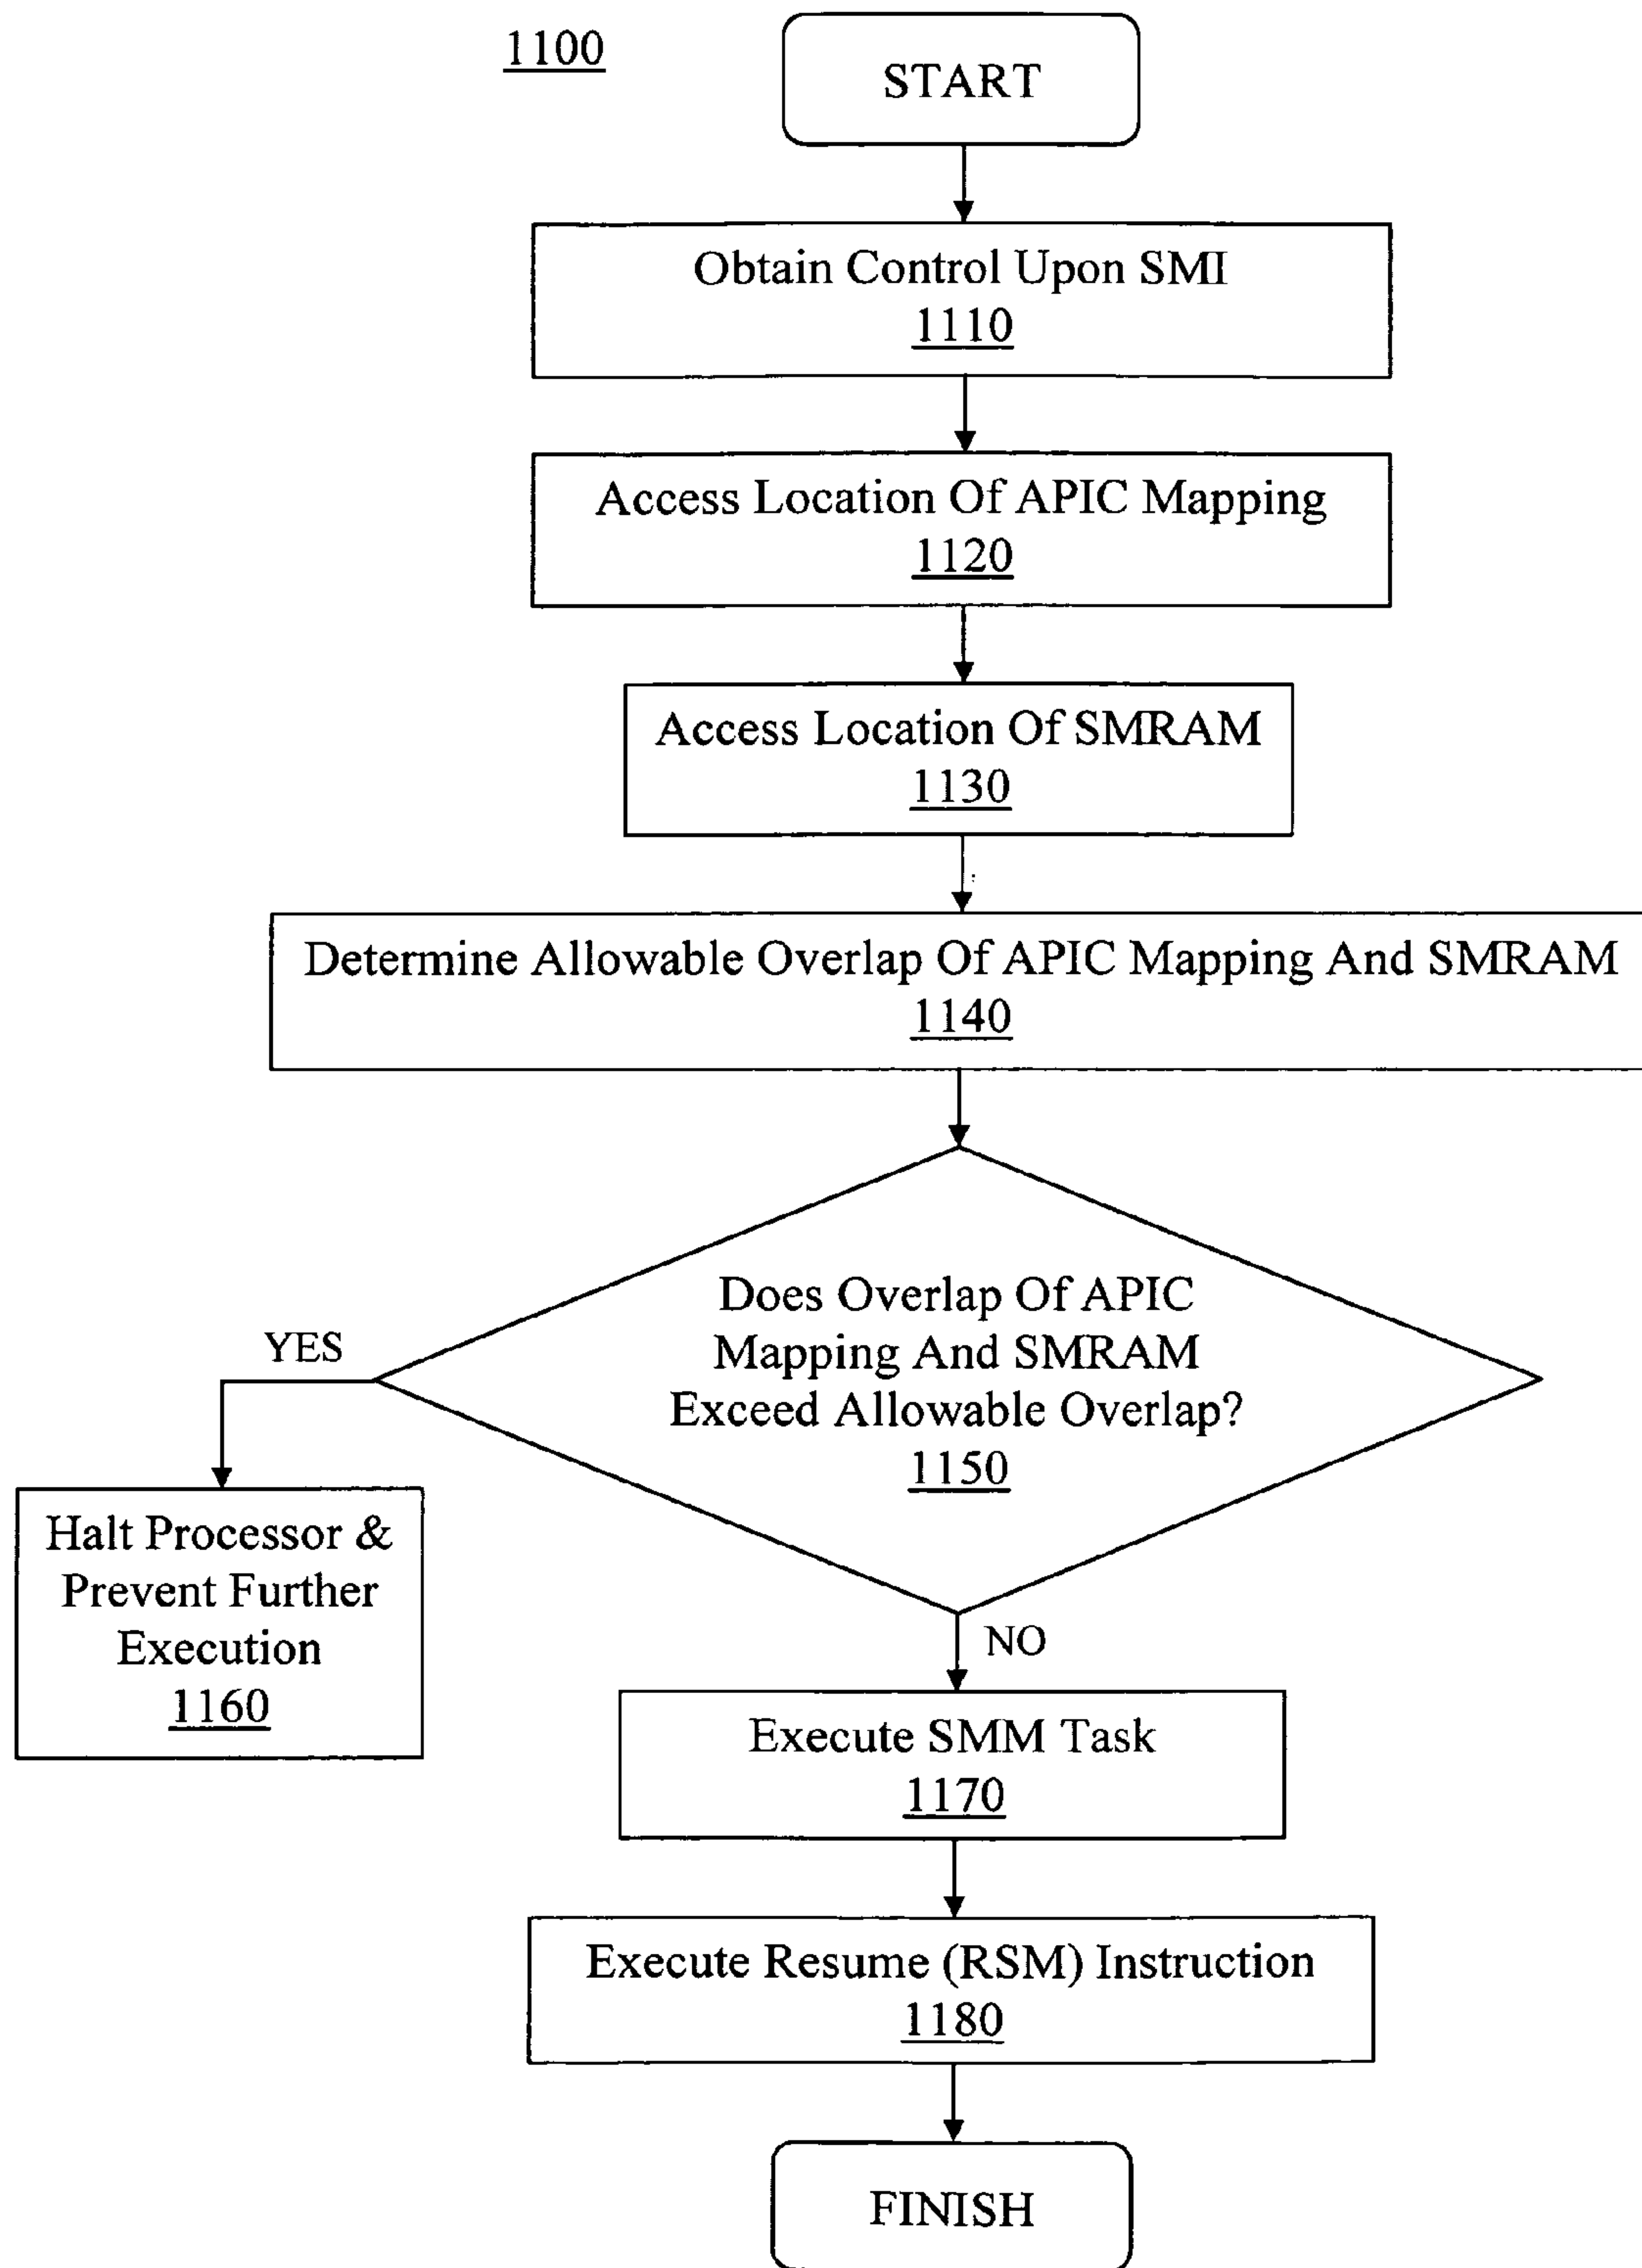 1100
START
Obtain Control Upon SMI
1110
Access Location Of APIC Mapping
1120
Access Location Of SMRAM
1130
Determine Allowable Overlap Of APIC Mapping And SMRAM
1140
Does Overlap Of APIC
Mapping And SMRAM
Exceed Allowable Overlap?
1150
YES
Halt Processor &
Prevent Further
Execution
1160
NO
Execute SMM Task
1170
Execute Resume (RSM) Instruction
1180
FINISH